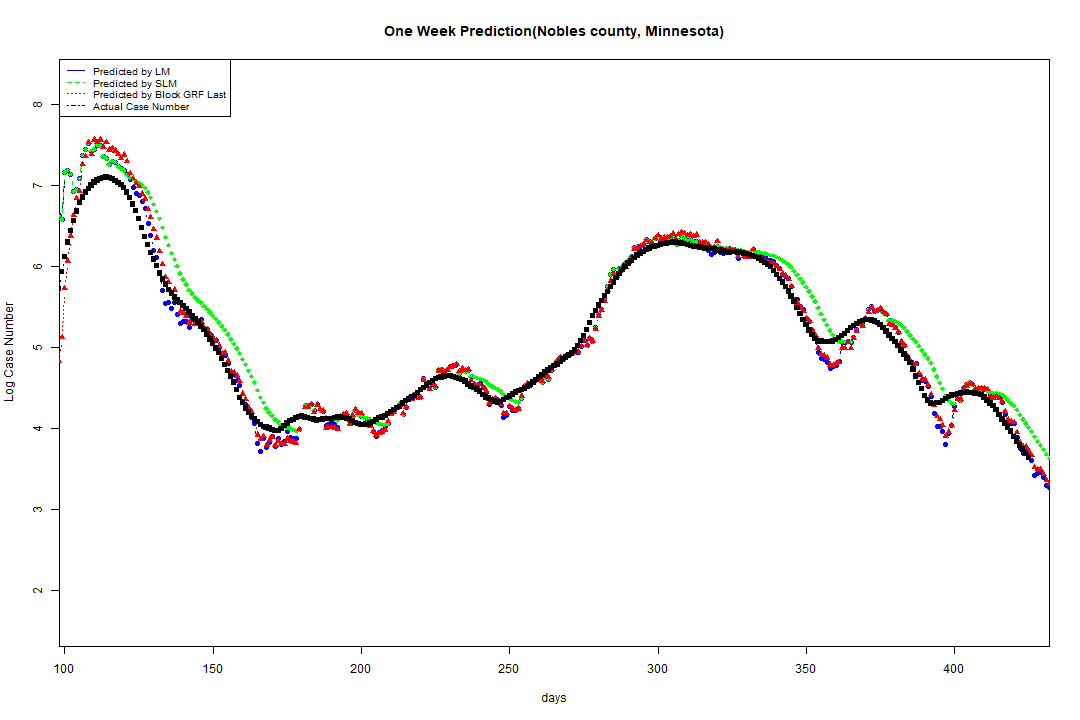 One Week Prediction(Nobles county, Minnesota)
Predicted by LM
Predicted by SLM
Predicted by Block GRF Last
Actual Case Number
8
7
6
5
4
3
2
Log Case Number
100 150 200 250 300 350 400
days